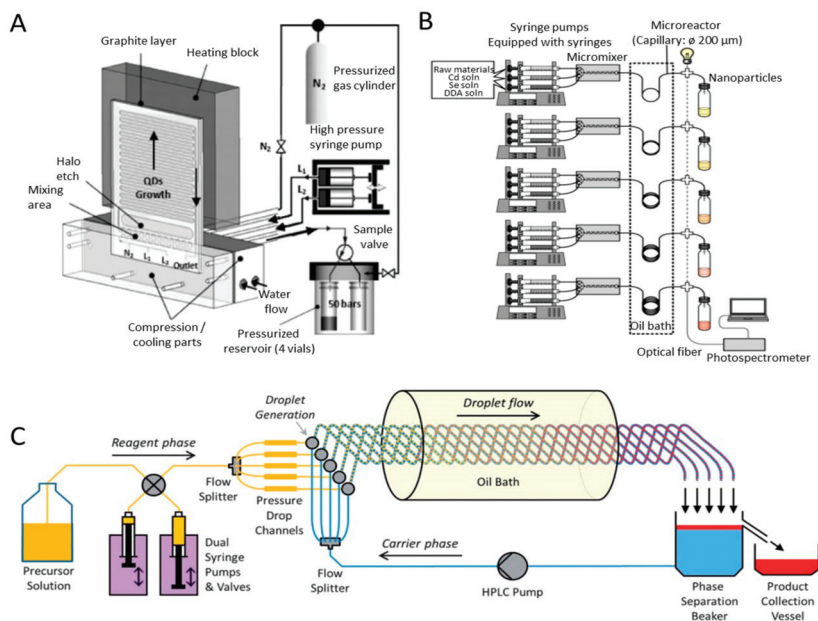 A
Graphite layer
Heating block
N₂
Pressurized
gas cylinder
High pressure
syringe pump
N₂
L₁
L₂
Halo
etch
Mixing
area
QDs
Growth
N₂ L₁ L₂ Outlet
Sample
valve
50 bars
Water
flow
Compression /
cooling parts
Pressurized
reservoir (4 vials)
B
Syringe pumps
Equipped with syringes
Micromixer
Microreactor
(Capillary: ø 200 µm)
Raw materials
Cd soln
Se soln
DDA soln
Nanoparticles
Oil bath
Optical fiber
Photospectrometer
C
Reagent phase
Droplet
Generation
Droplet flow
Flow
Splitter
Pressure
Drop
Channels
Oil Bath
Precursor
Solution
Dual
Syringe
Pumps
& Valves
Flow
Splitter
Carrier phase
HPLC Pump
Phase
Separation
Beaker
Product
Collection
Vessel